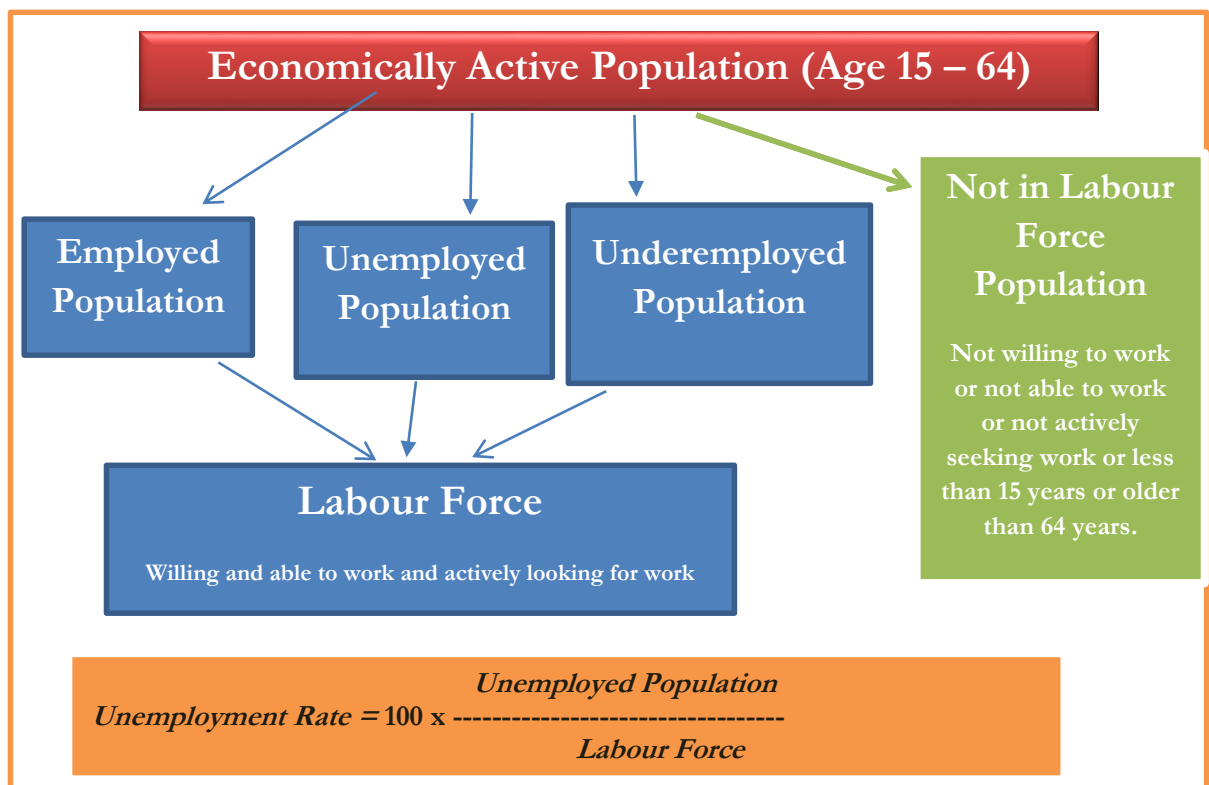 Economically Active Population (Age 15 – 64)
Employed
Population
Unemployed
Population
Underemployed
Population
Not in Labour
Force
Population
Not willing to work
or not able to work
or not actively
seeking work or less
than 15 years or older
than 64 years.
Labour Force
Willing and able to work and actively looking for work
Unemployed Population
Unemployment Rate = 100 x ----------------------------------
Labour Force